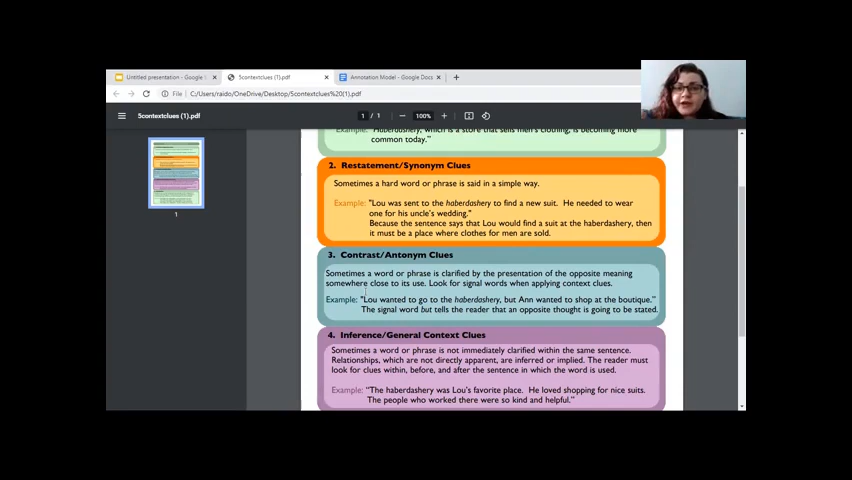 Untitled presentation - Google S
5contextclues (1).pdf
Annotation Model - Google Docs
File
C:/Users/raido/OneDrive/Desktop/5contextclues%20(1).pdf
5contextclues (1).pdf
1 / 1
100%
1
Example: "Haberdashery, which is a store that sells men's clothing, is becoming more
common today."
2. Restatement/Synonym Clues
Sometimes a hard word or phrase is said in a simple way.
Example: "Lou was sent to the haberdashery to find a new suit. He needed to wear
one for his uncle's wedding."
Because the sentence says that Lou would find a suit at the haberdashery, then
it must be a place where clothes for men are sold.
3. Contrast/Antonym Clues
Sometimes a word or phrase is clarified by the presentation of the opposite meaning
somewhere close to its use. Look for signal words when applying context clues.
Example: "Lou wanted to go to the haberdashery, but Ann wanted to shop at the boutique."
The signal word but tells the reader that an opposite thought is going to be stated.
4. Inference/General Context Clues
Sometimes a word or phrase is not immediately clarified within the same sentence.
Relationships, which are not directly apparent, are inferred or implied. The reader must
look for clues within, before, and after the sentence in which the word is used.
Example: "The haberdashery was Lou's favorite place. He loved shopping for nice suits.
The people who worked there were so kind and helpful."